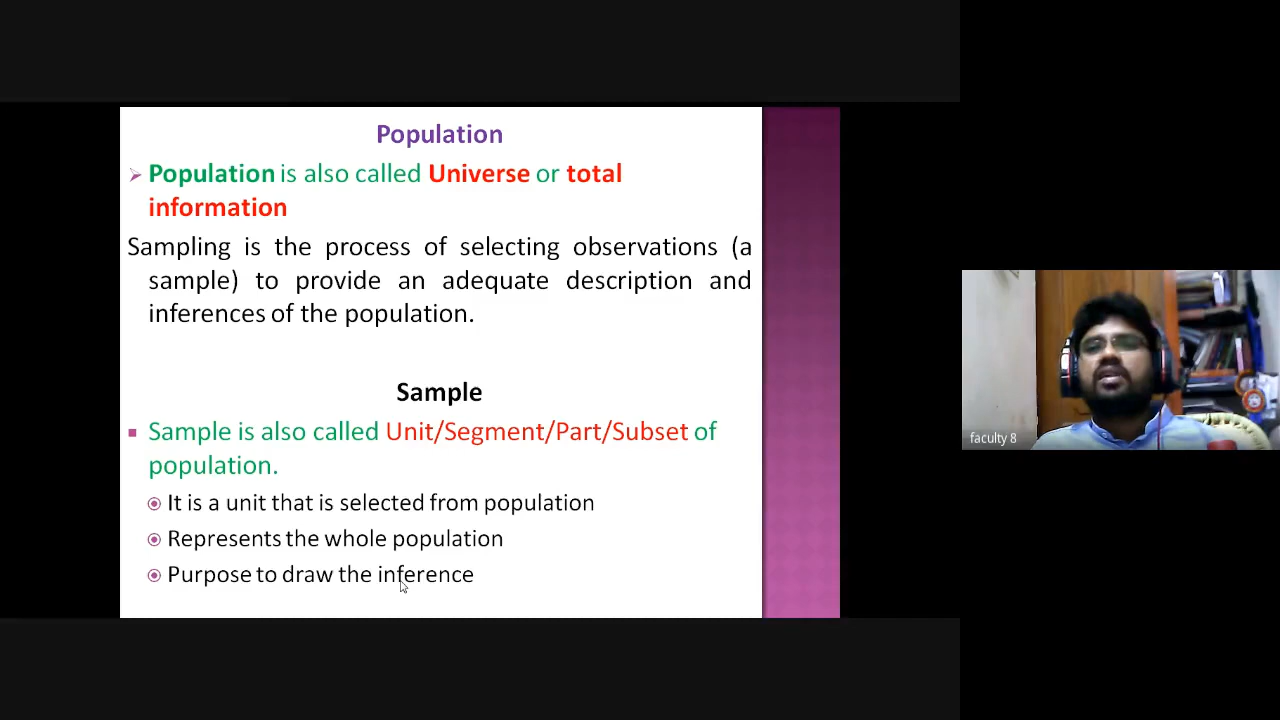 Population
Population is also called Universe or total
information
Sampling is the process of selecting observations (a
sample) to provide an adequate description and
inferences of the population.
Sample
Sample is also called Unit/Segment/Part/Subset of
population.
It is a unit that is selected from population
Represents the whole population
Purpose to draw the inference
faculty 8